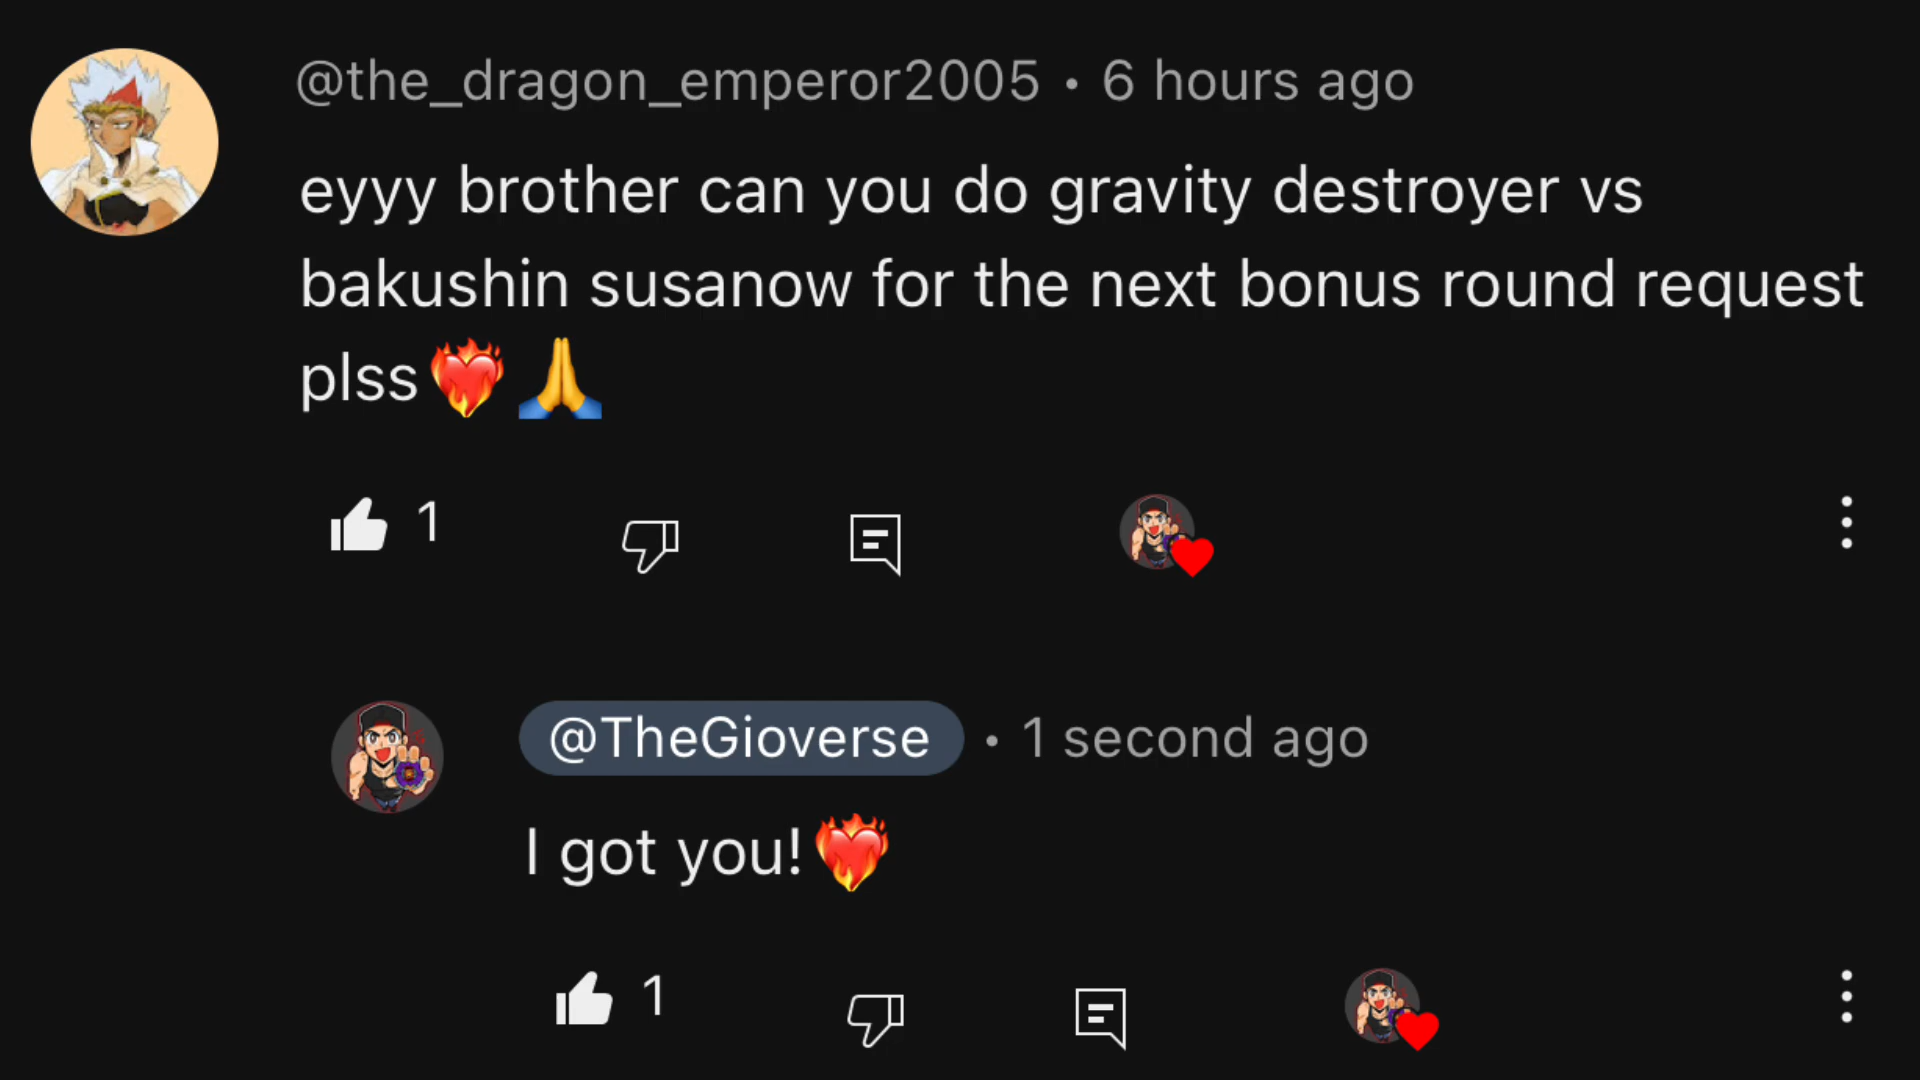 @the_dragon_emperor2005 · 6 hours ago
eyyy brother can you do gravity destroyer vs
bakushin susanow for the next bonus round request
plss❤️‍🔥🙏
1
@TheGioverse · 1 second ago
I got you!❤️‍🔥
1